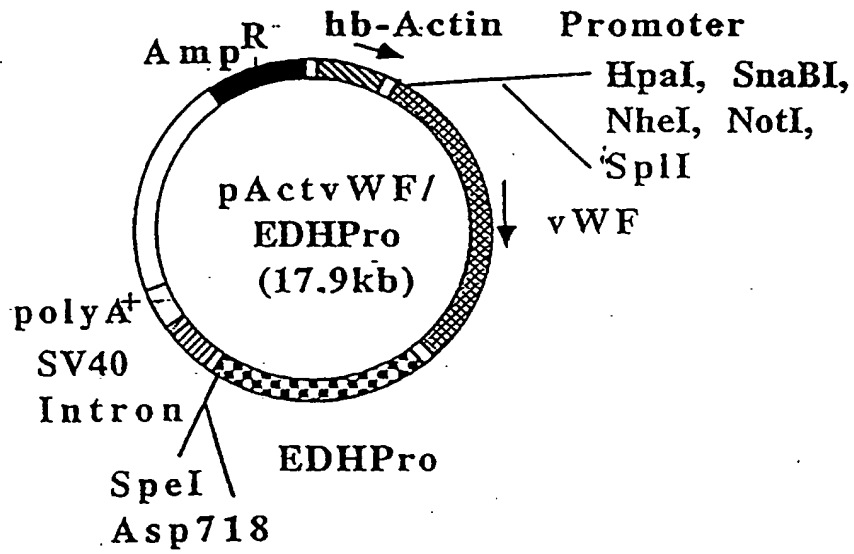 hb-Actin Promoter
Amp^R
HpaI, SnaBI,
NheI, NotI,
SplI
pActvWF/
EDHPro
(17.9kb)
vWF
polyA+
SV40
Intron
EDHPro
SpeI
Asp718